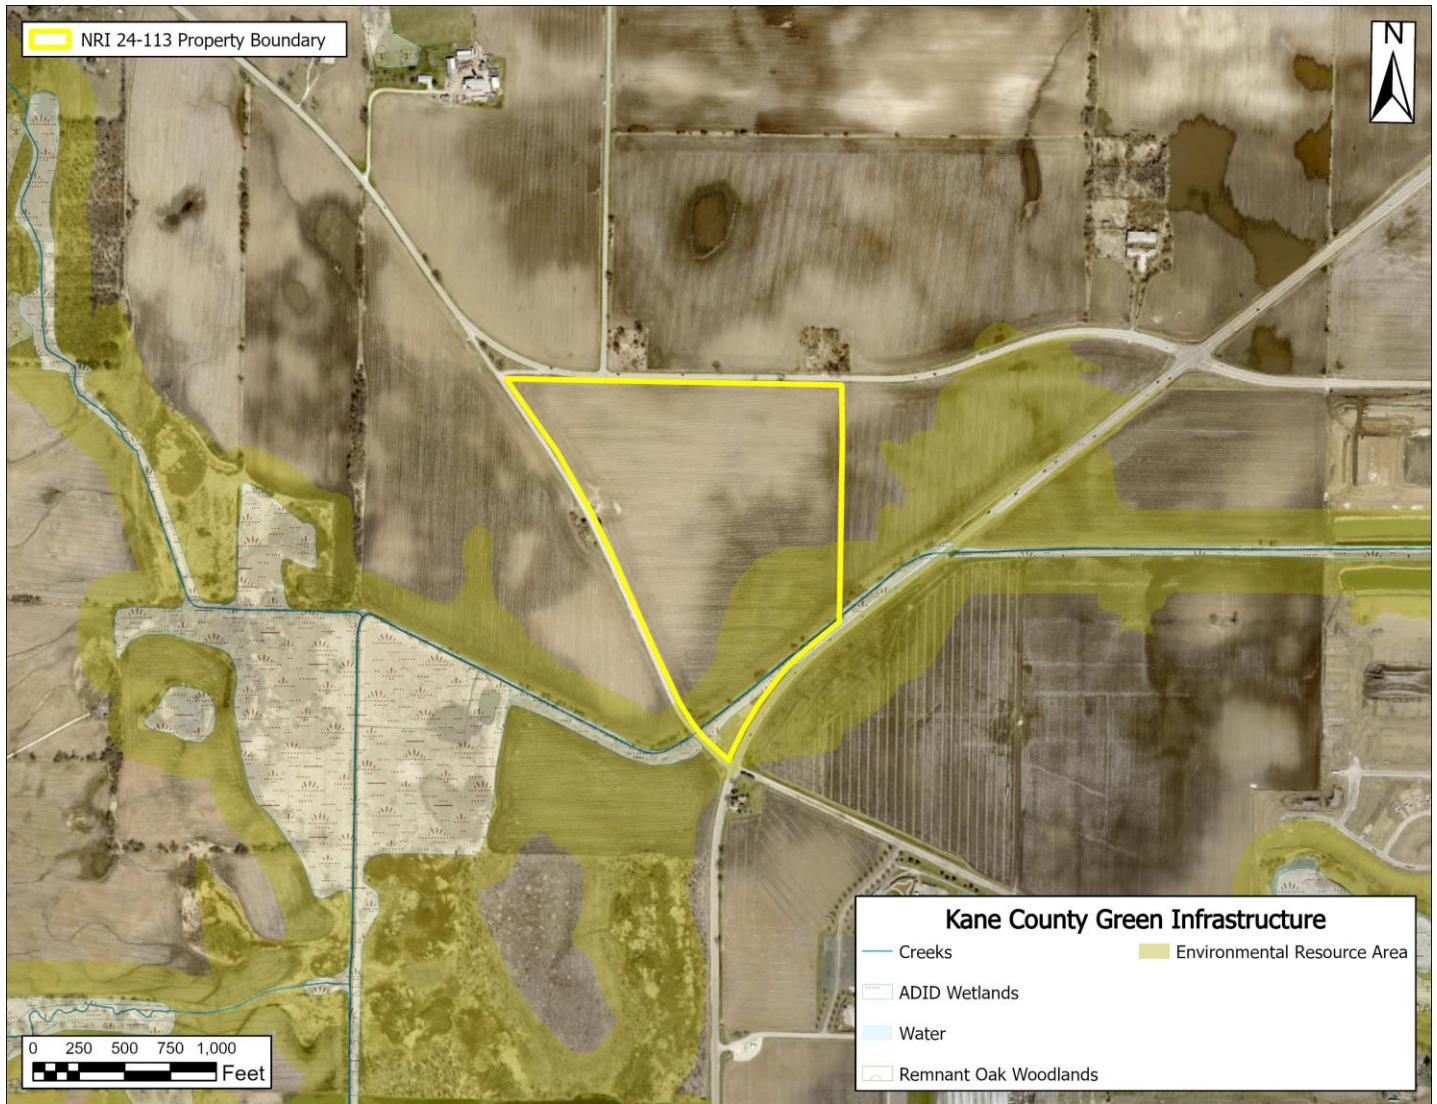 NRI 24-113 Property Boundary
N
Kane County Green Infrastructure
Creeks
Environmental Resource Area
ADID Wetlands
Water
Remnant Oak Woodlands
0 250 500 750 1,000
Feet